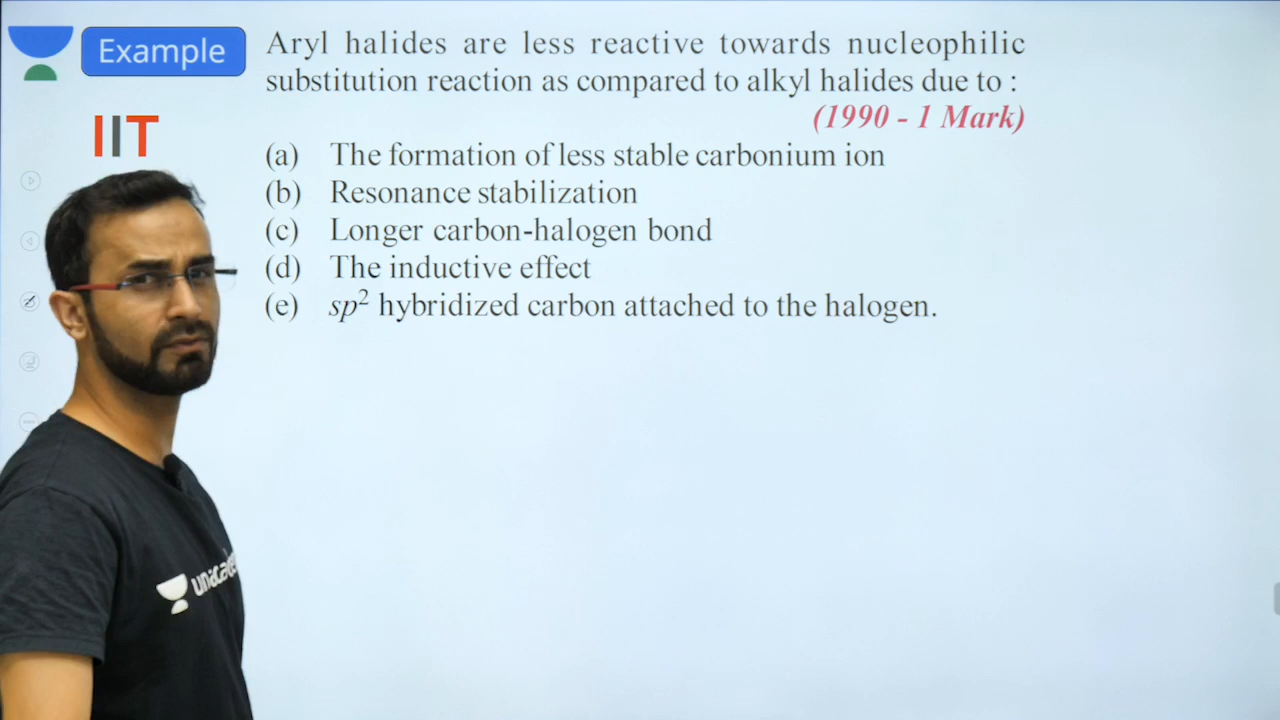 Example
IIT
Aryl halides are less reactive towards nucleophilic
substitution reaction as compared to alkyl halides due to :
(1990 - 1 Mark)
(a) The formation of less stable carbonium ion
(b) Resonance stabilization
(c) Longer carbon-halogen bond
(d) The inductive effect
(e) sp² hybridized carbon attached to the halogen.